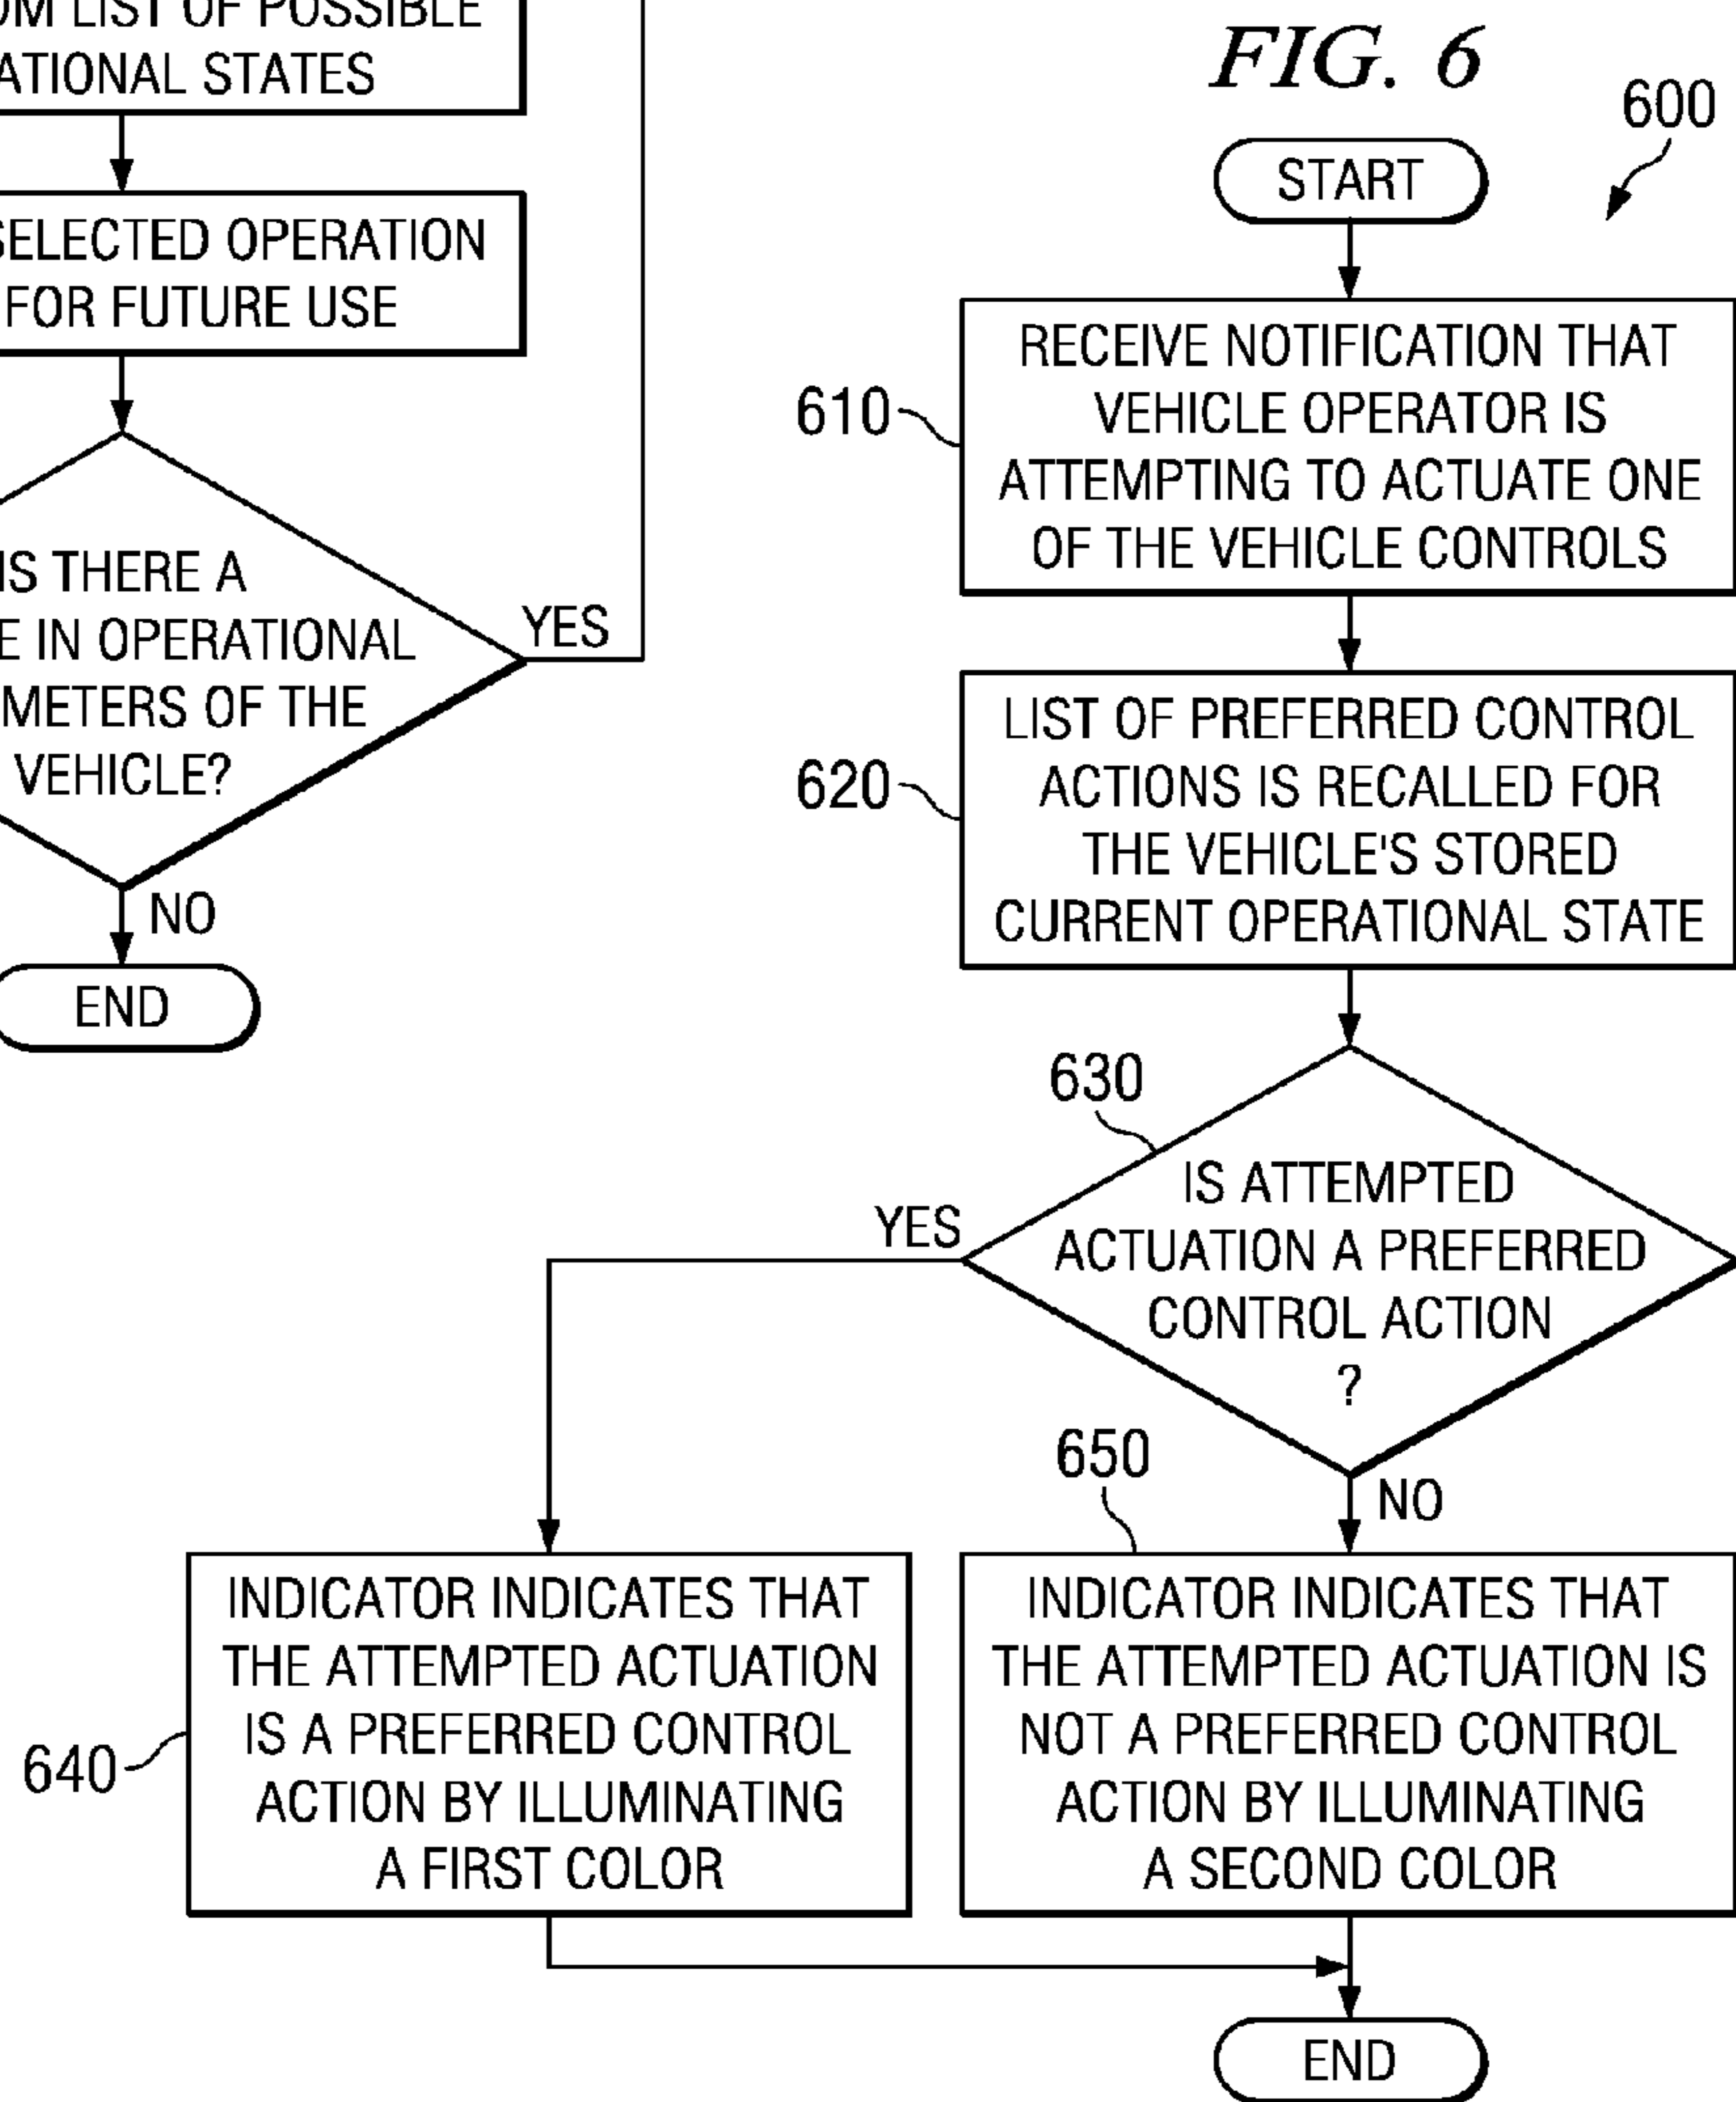 LIST OF POSSIBLE
STATES
OPERATION
FOR FUTURE USE
IS THERE A
IN OPERATIONAL
OF THE
VEHICLE?
YES
NO
END
FIG. 6
600
START
610
RECEIVE NOTIFICATION THAT
VEHICLE OPERATOR IS
ATTEMPTING TO ACTUATE ONE
OF THE VEHICLE CONTROLS
620
LIST OF PREFERRED CONTROL
ACTIONS IS RECALLED FOR
THE VEHICLE'S STORED
CURRENT OPERATIONAL STATE
630
IS ATTEMPTED
ACTUATION A PREFERRED
CONTROL ACTION
?
YES
NO
640
INDICATOR INDICATES THAT
THE ATTEMPTED ACTUATION
IS A PREFERRED CONTROL
ACTION BY ILLUMINATING
A FIRST COLOR
650
INDICATOR INDICATES THAT
THE ATTEMPTED ACTUATION IS
NOT A PREFERRED CONTROL
ACTION BY ILLUMINATING
A SECOND COLOR
END